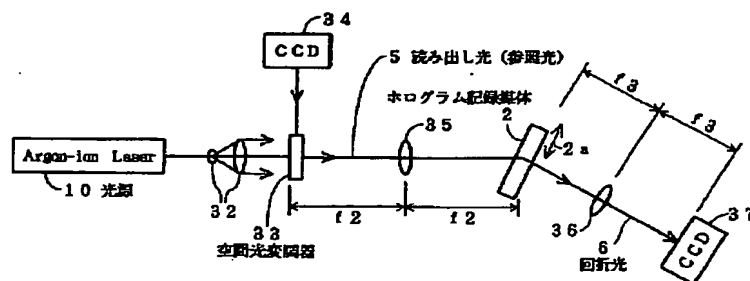 34
CCD
5 読み出し光 (参照光)
ホログラム記録媒体
35
2
2a
f3
f3
Argon-ion Laser
10 光源
32
33
空間光変調器
f2
f2
36
6
回折光
37
CCD